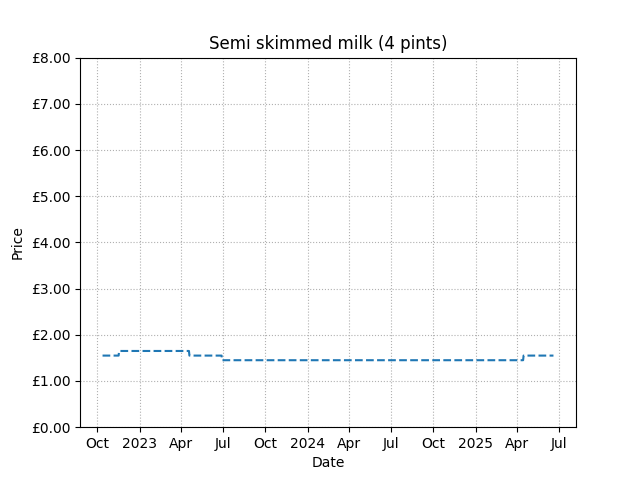 Semi skimmed milk (4 pints)
£8.00
£7.00
£6.00
£5.00
£4.00
£3.00
£2.00
£1.00
£0.00
Price
Oct 2023 Apr Jul Oct 2024 Apr Jul Oct 2025 Apr Jul
Date